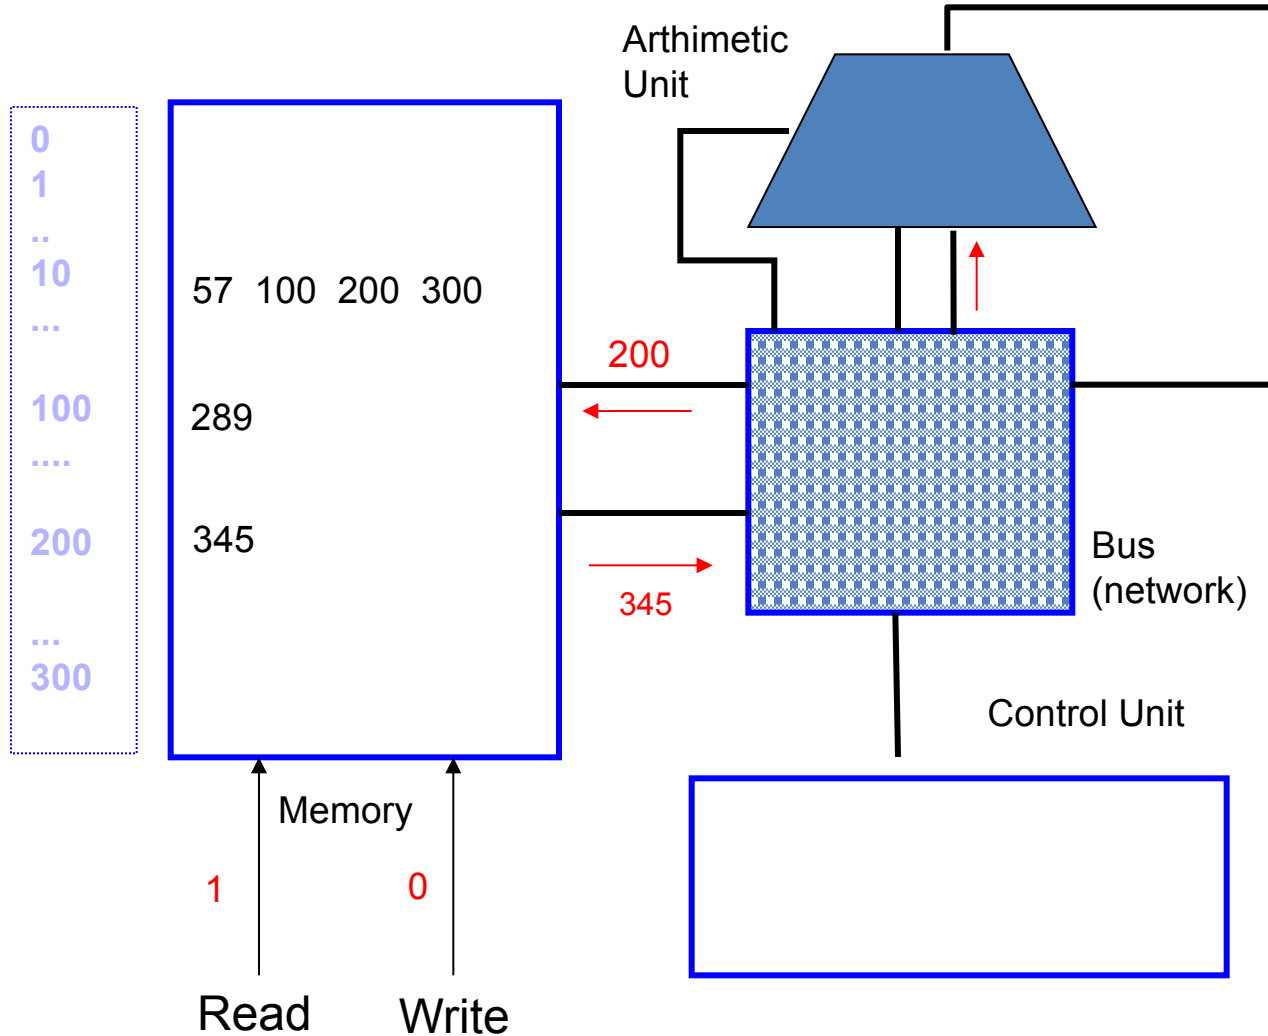 Arthimetic
Unit
0
1
..
10
...
100
....
200
...
300
57 100 200 300
289
345
200
345
Bus
(network)
Control Unit
Memory
1
0
Read
Write